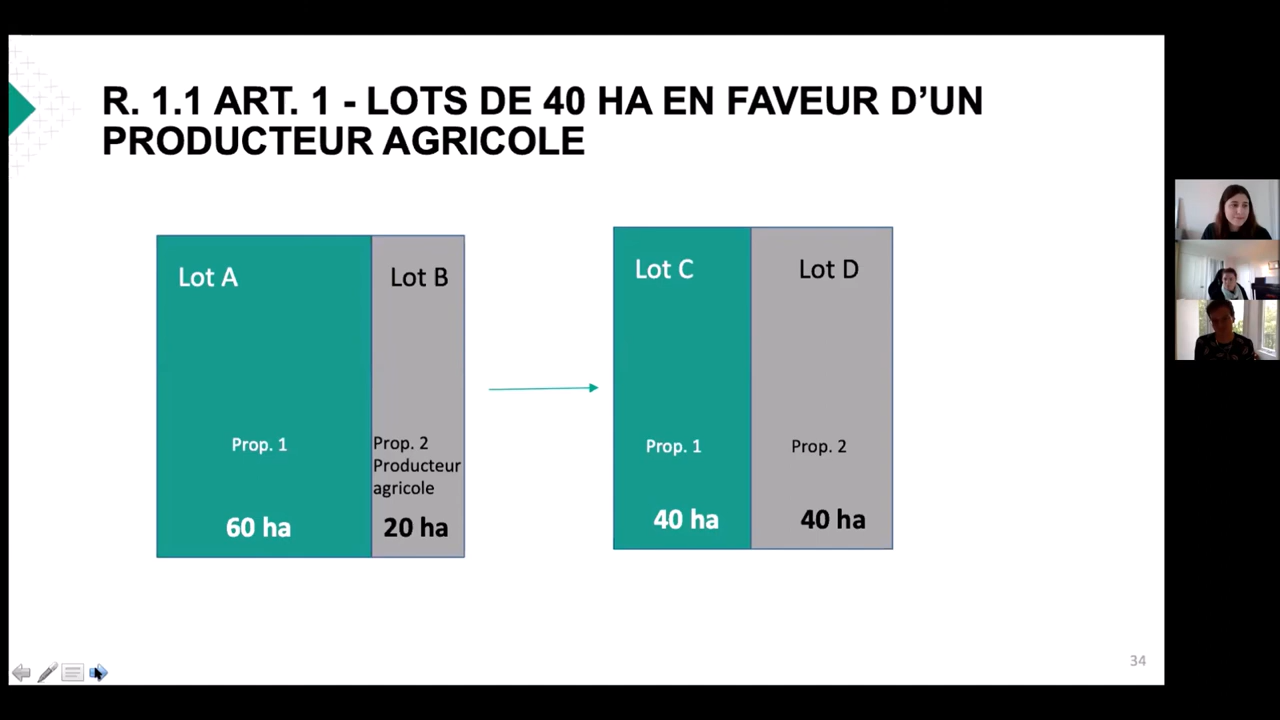 R. 1.1 ART. 1 - LOTS DE 40 HA EN FAVEUR D’UN
PRODUCTEUR AGRICOLE
Lot A
Prop. 1
60 ha
Lot B
Prop. 2
Producteur
agricole
20 ha
Lot C
Prop. 1
40 ha
Lot D
Prop. 2
40 ha
34